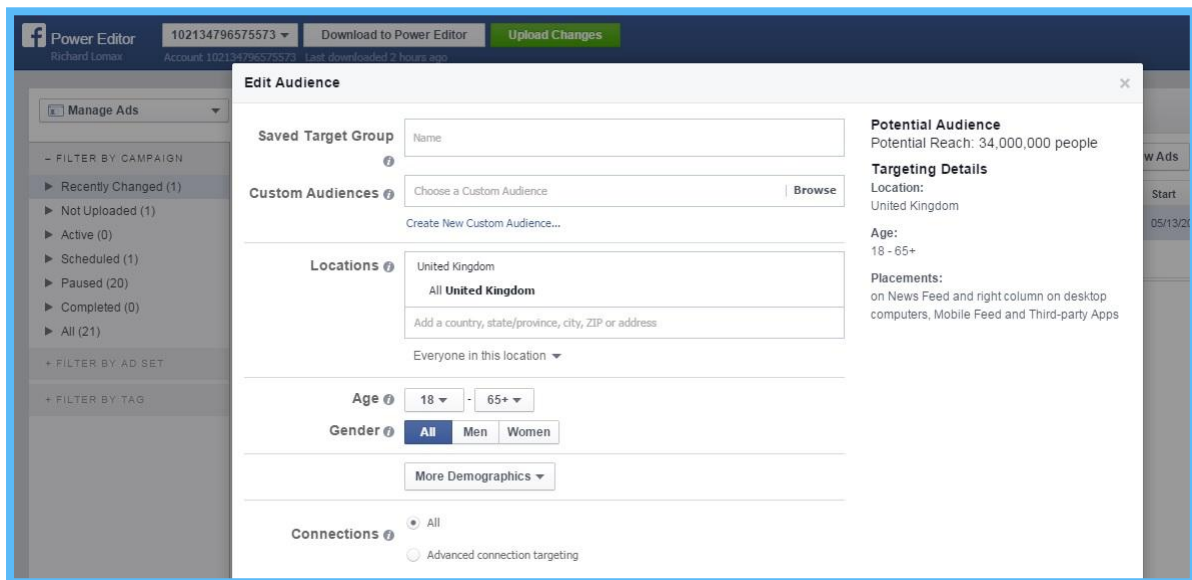 f Power Editor
102134796575573
Download to Power Editor
Upload Changes
Richard Lomax
Account 102134796575573 Last downloaded 2 hours ago
Manage Ads
– FILTER BY CAMPAIGN
Recently Changed (1)
Not Uploaded (1)
Active (0)
Scheduled (1)
Paused (20)
Completed (0)
All (21)
+ FILTER BY AD SET
+ FILTER BY TAG
Edit Audience
×
Saved Target Group
Name
Custom Audiences
Choose a Custom Audience
Browse
Create New Custom Audience...
Locations
United Kingdom
All United Kingdom
Add a country, state/province, city, ZIP or address
Everyone in this location
Age 18 - 65+
Gender All Men Women
More Demographics
Connections
All
Advanced connection targeting
Potential Audience
Potential Reach: 34,000,000 people
Targeting Details
Location:
United Kingdom
Age:
18 - 65+
Placements:
on News Feed and right column on desktop
computers, Mobile Feed and Third-party Apps
w Ads
Start
05/13/20